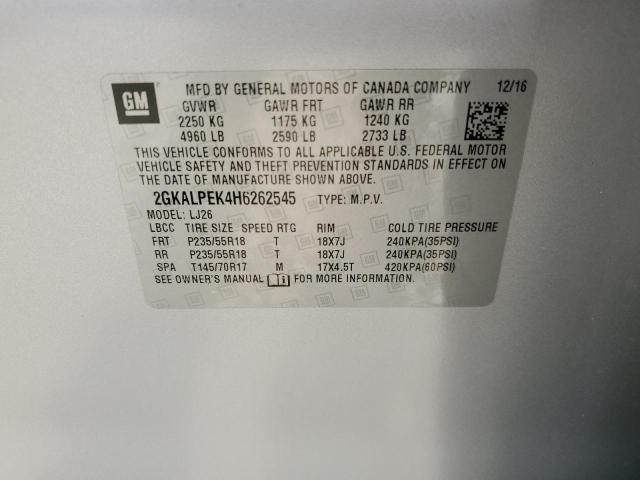 GM
MFD BY GENERAL MOTORS OF CANADA COMPANY 12/16
GVWR GAWR FRT GAWR RR
2250 KG 1175 KG 1240 KG
4960 LB 2590 LB 2733 LB
THIS VEHICLE CONFORMS TO ALL APPLICABLE U.S. FEDERAL MOTOR
VEHICLE SAFETY AND THEFT PREVENTION STANDARDS IN EFFECT ON
THE DATE OF MANUFACTURE SHOWN ABOVE.
2GKALPEK4H6262545 TYPE: M.P.V.
MODEL: LJ26
LBCC TIRE SIZE SPEED RTG RIM COLD TIRE PRESSURE
FRT P235/55R18 T 18X7J 240KPA(35PSI)
RR P235/55R18 T 18X7J 240KPA(35PSI)
SPA T145/70R17 M 17X4.5T 420KPA(60PSI)
SEE OWNER'S MANUAL FOR MORE INFORMATION.